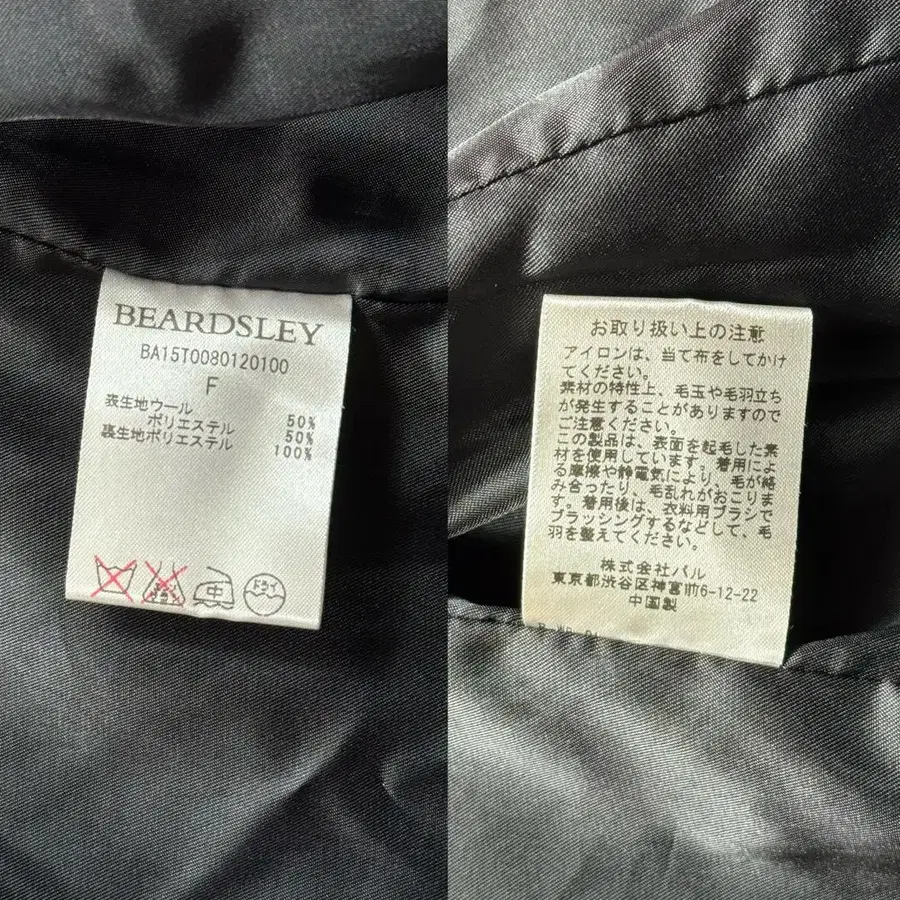 BEARDSLEY
BA15T0080120100
F
表生地ウール 50%
ポリエステル 50%
裏生地ポリエステル 100%
中
ドライ
お取り扱い上の注意
アイロンは、当て布をしてかけ
てください。
素材の特性上、毛玉や毛羽立ち
が発生することがありますので
ご注意ください。
この製品は、表面を起毛した素
材を使用しています。着用によ
る摩擦や静電気により、毛が絡
み合ったり、毛乱れがおこりま
す。着用後は、衣料用ブラシで
ブラッシングするなどして、毛
羽を整えてください。
株式会社パル
東京都渋谷区神宮前6-12-22
中国製